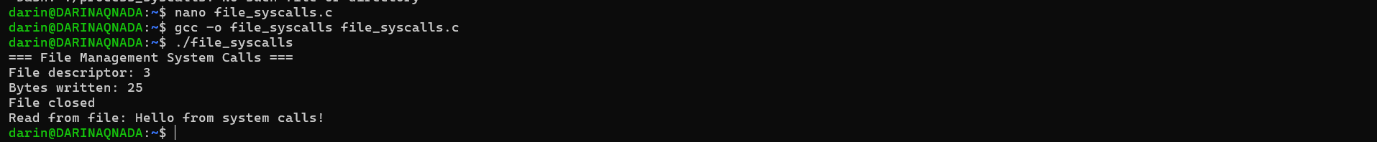 darin@DARINAQNADA:~$ nano file_syscalls.c
darin@DARINAQNADA:~$ gcc -o file_syscalls file_syscalls.c
darin@DARINAQNADA:~$ ./file_syscalls
=== File Management System Calls ===
File descriptor: 3
Bytes written: 25
File closed
Read from file: Hello from system calls!
darin@DARINAQNADA:~$